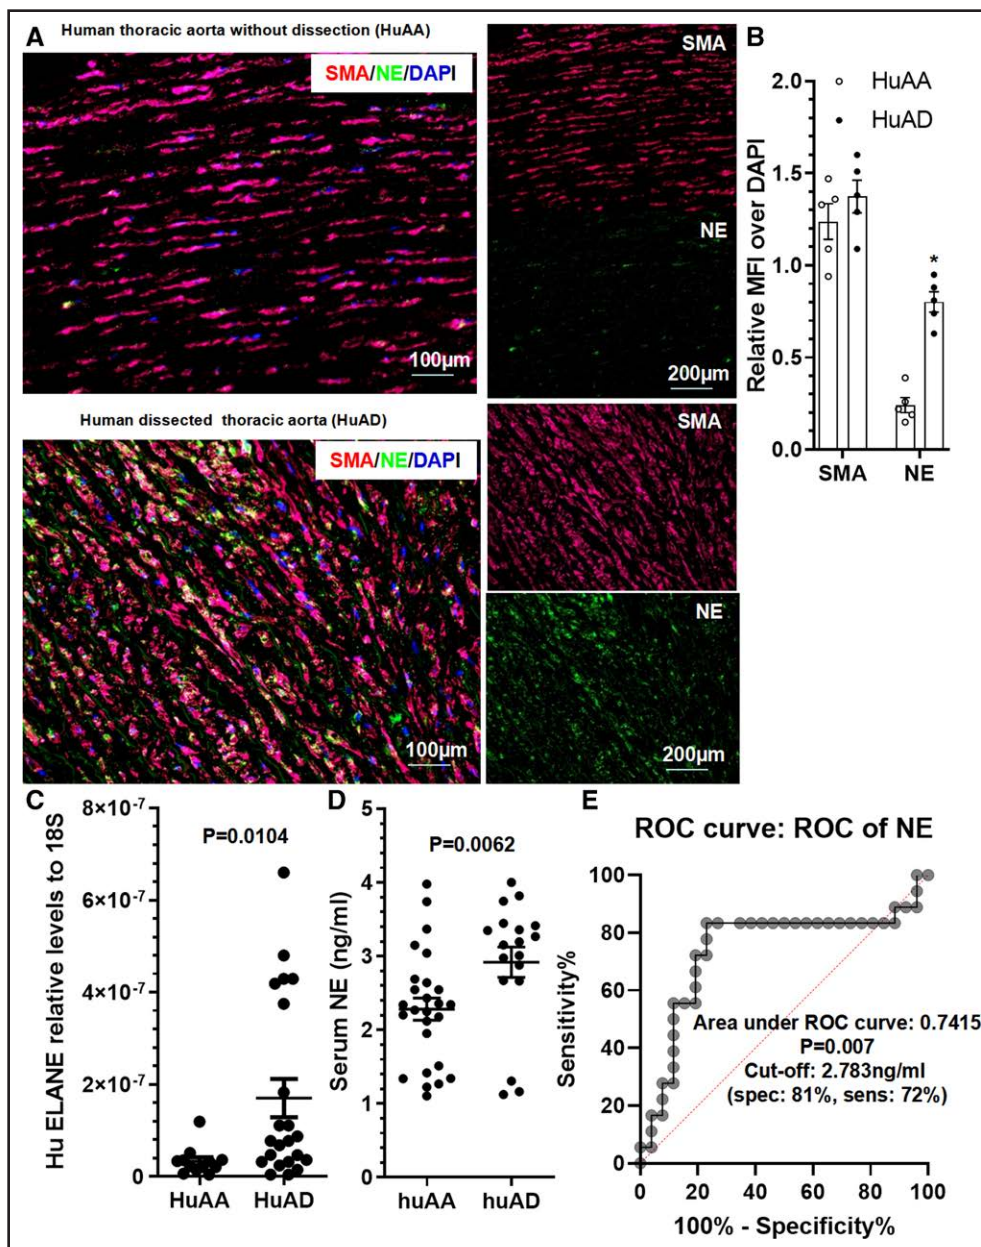 A
Human thoracic aorta without dissection (HuAA)
SMA/NE/DAPI
100µm
SMA
NE
200µm
Human dissected thoracic aorta (HuAD)
SMA/NE/DAPI
100µm
SMA
NE
200µm
B
HuAA
HuAD
Relative MFI over DAPI
2.0
1.5
1.0
0.5
0.0
*
SMA NE
C
Hu ELANE relative levels to 18S
8×10-7
6×10-7
4×10-7
2×10-7
0
P=0.0104
HuAA HuAD
D
Serum NE (ng/ml)
5
4
3
2
1
0
P=0.0062
huAA huAD
E
ROC curve: ROC of NE
Sensitivity%
100
80
60
40
20
0
Area under ROC curve: 0.7415
P=0.007
Cut-off: 2.783ng/ml
(spec: 81%, sens: 72%)
0 20 40 60 80 100
100% - Specificity%